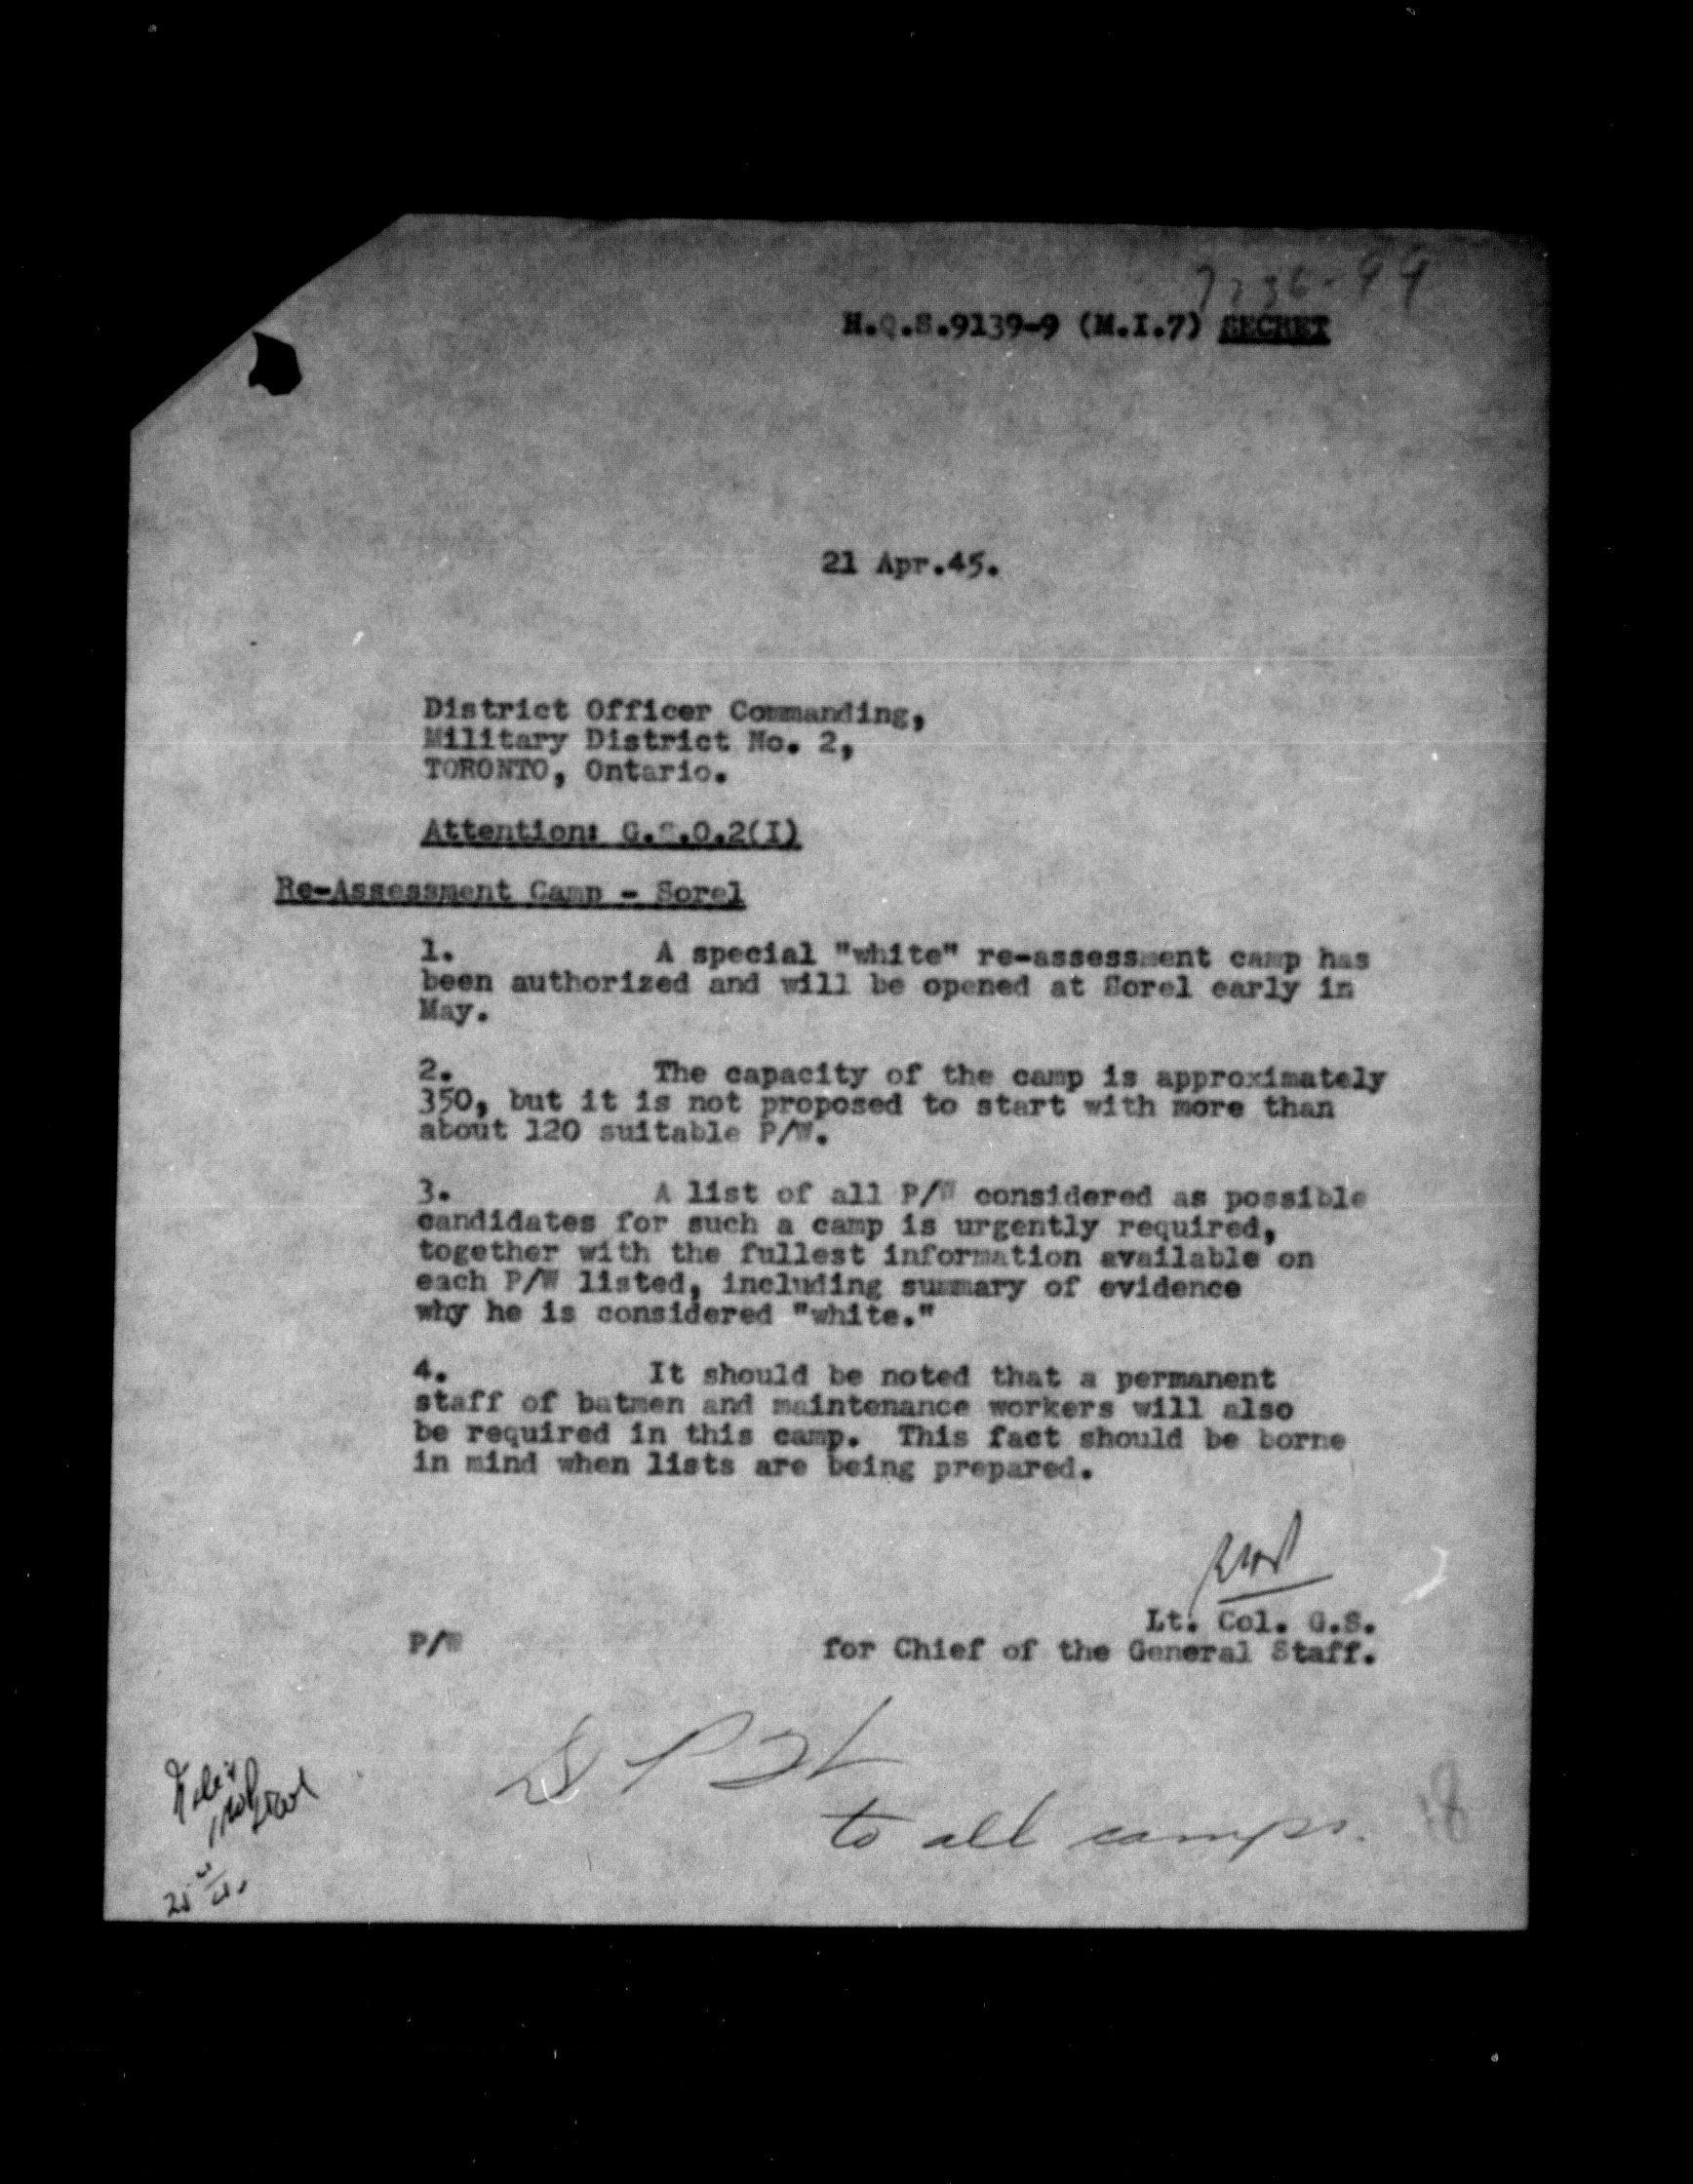 7236-44
H.Q.S.9139-9 (M.I.7) SECRET
21 Apr.45.
District Officer Commanding,
Military District No. 2,
TORONTO, Ontario.
Attention: G.S.O.2(I)
Re-Assessment Camp - Sorel
1. A special "white" re-assessment camp has
been authorized and will be opened at Sorel early in
May.
2. The capacity of the camp is approximately
350, but it is not proposed to start with more than
about 120 suitable P/W.
3. A list of all P/W considered as possible
candidates for such a camp is urgently required,
together with the fullest information available on
each P/W listed, including summary of evidence
why he is considered "white."
4. It should be noted that a permanent
staff of batmen and maintenance workers will also
be required in this camp. This fact should be borne
in mind when lists are being prepared.
Lt. Col. G.S.
P/W for Chief of the General Staff.
to all camps.